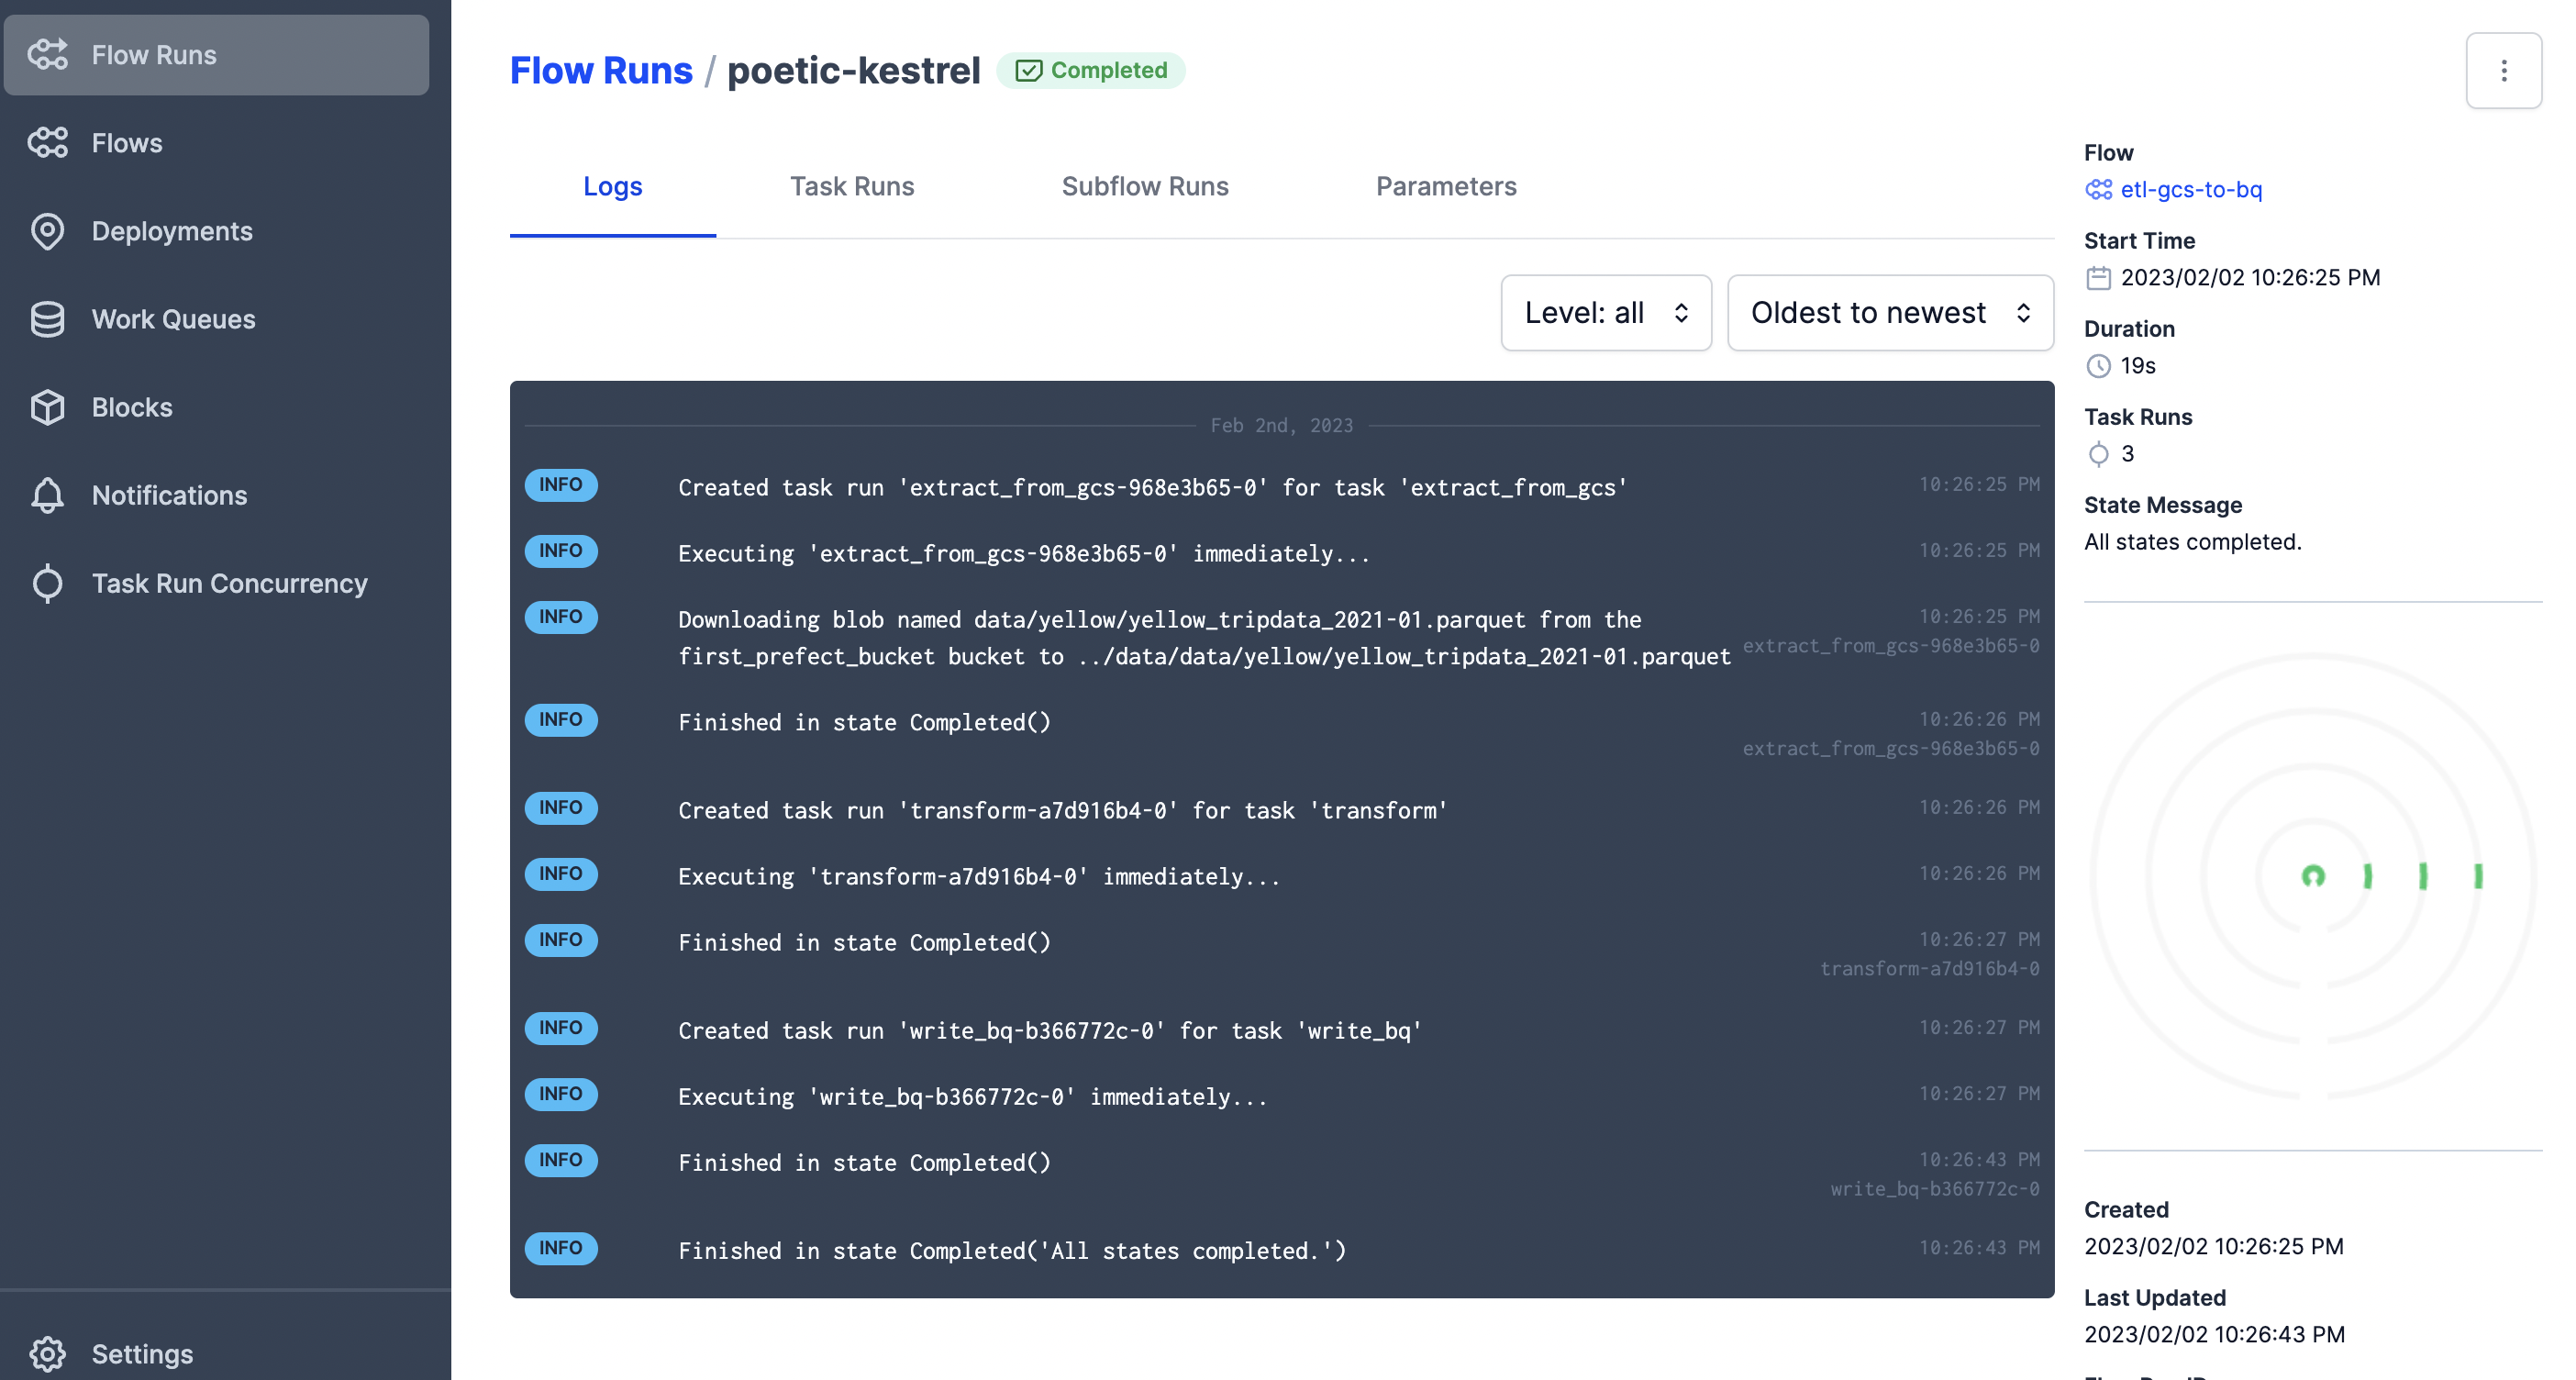 Flow Runs
Flows
Deployments
Work Queues
Blocks
Notifications
Task Run Concurrency
Settings
Flow Runs / poetic-kestrel Completed
Logs Task Runs Subflow Runs Parameters
Level: all Oldest to newest
Feb 2nd, 2023
INFO Created task run 'extract_from_gcs-968e3b65-0' for task 'extract_from_gcs' 10:26:25 PM
INFO Executing 'extract_from_gcs-968e3b65-0' immediately... 10:26:25 PM
INFO Downloading blob named data/yellow/yellow_tripdata_2021-01.parquet from the 10:26:25 PM
first_prefect_bucket bucket to ../data/data/yellow/yellow_tripdata_2021-01.parquet extract_from_gcs-968e3b65-0
INFO Finished in state Completed() 10:26:26 PM
extract_from_gcs-968e3b65-0
INFO Created task run 'transform-a7d916b4-0' for task 'transform' 10:26:26 PM
INFO Executing 'transform-a7d916b4-0' immediately... 10:26:26 PM
INFO Finished in state Completed() 10:26:27 PM
transform-a7d916b4-0
INFO Created task run 'write_bq-b366772c-0' for task 'write_bq' 10:26:27 PM
INFO Executing 'write_bq-b366772c-0' immediately... 10:26:27 PM
INFO Finished in state Completed() 10:26:43 PM
write_bq-b366772c-0
INFO Finished in state Completed('All states completed.') 10:26:43 PM
Flow
etl-gcs-to-bq
Start Time
2023/02/02 10:26:25 PM
Duration
19s
Task Runs
3
State Message
All states completed.
Created
2023/02/02 10:26:25 PM
Last Updated
2023/02/02 10:26:43 PM